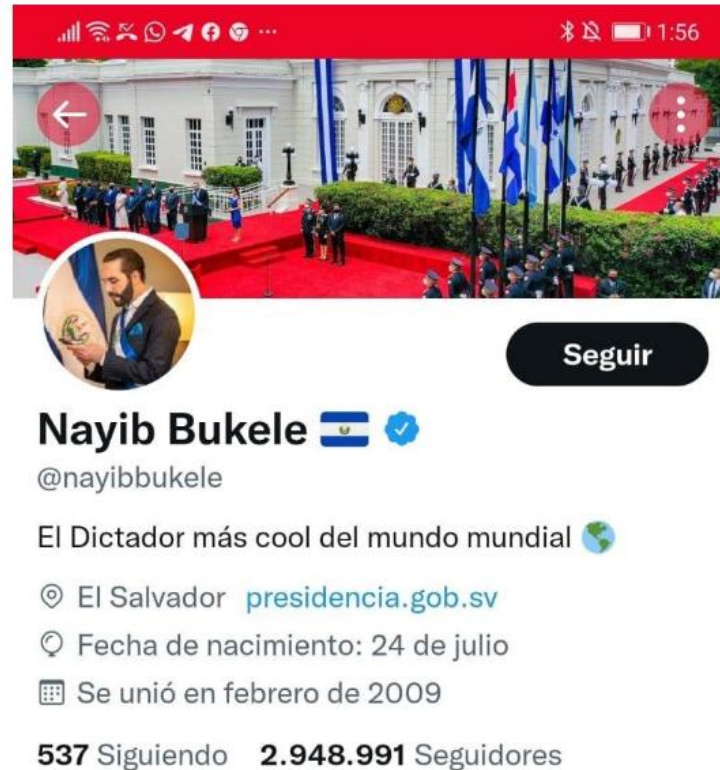 1:56
Seguir
Nayib Bukele
@nayibbukele
El Dictador más cool del mundo mundial
El Salvador presidencia.gob.sv
Fecha de nacimiento: 24 de julio
Se unió en febrero de 2009
537 Siguiendo 2.948.991 Seguidores